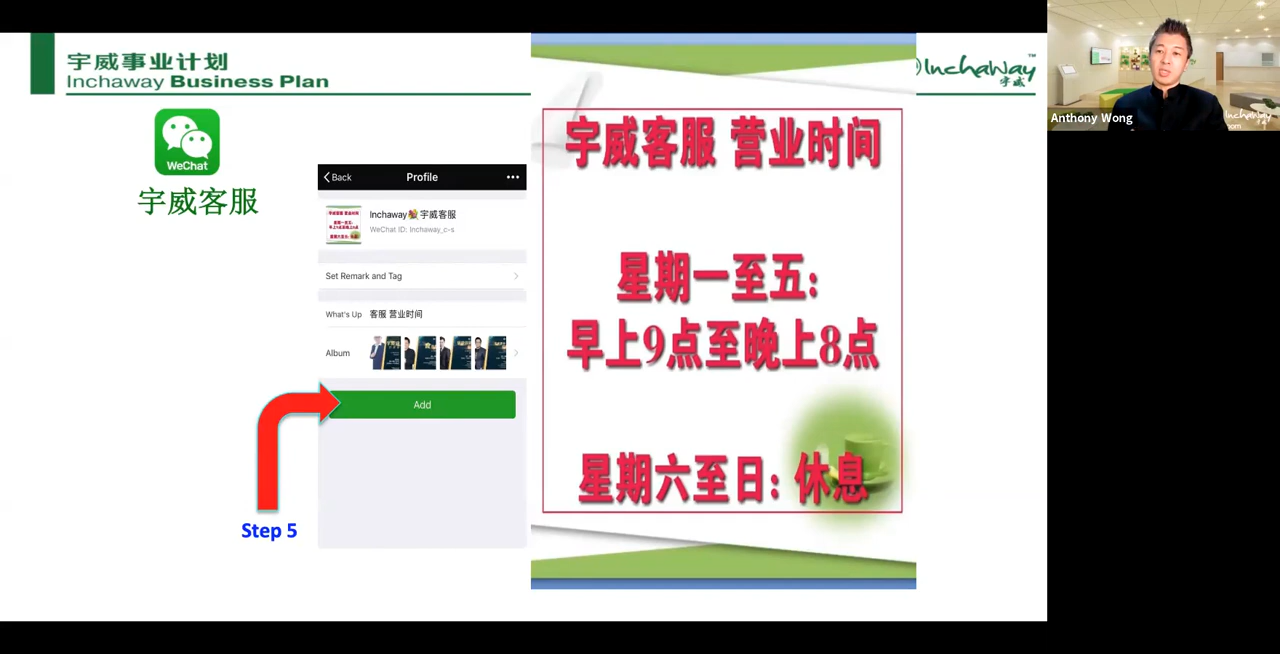 宇威事业计划
Inchaway Business Plan
Inchaway™
宇威
WeChat
宇威客服
Back
Profile
Inchaway 宇威客服
WeChat ID: Inchaway_c-s
Set Remark and Tag
What's Up 客服 营业时间
Album
Add
Step 5
宇威客服 营业时间
星期一至五:
早上9点至晚上8点
星期六至日: 休息
Anthony Wong